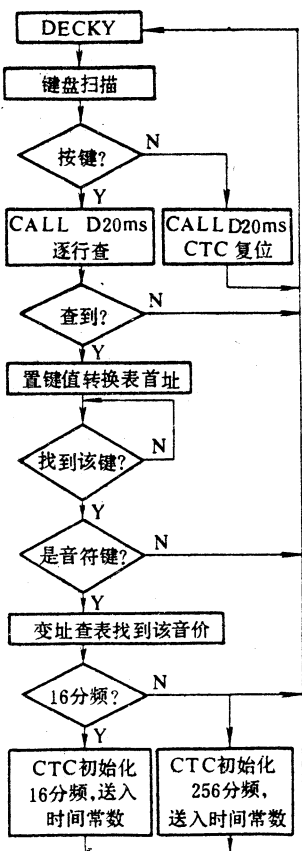 DECKY
键盘扫描
按键?
N
Y
CALL D20ms
逐行查
CALL D20ms
CTC 复位
查到?
N
Y
置键值转换表首址
找到该键?
N
Y
是音符键?
N
Y
变址查表找到该音价
16分频?
N
Y
CTC初始化
16分频,送入
时间常数
CTC初始化
256分频,
送入时间常数